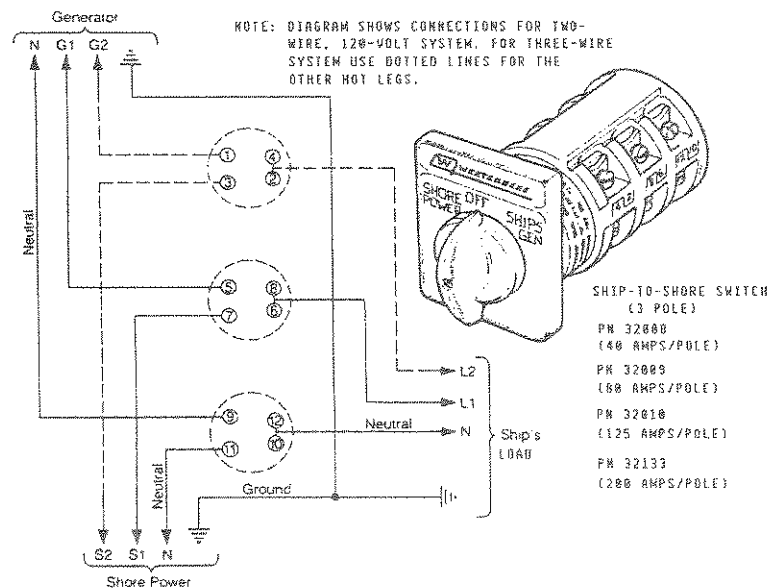 Generator
N G1 G2
NOTE: DIAGRAM SHOWS CONNECTIONS FOR TWO-
WIRE, 120-VOLT SYSTEM. FOR THREE-WIRE
SYSTEM USE DOTTED LINES FOR THE
OTHER HOT LEGS.
1 4
3 2
Neutral
W WESTERBEKE
SHORE POWER
OFF
SHIPS GEN
5 8
7 6
SHIP-TO-SHORE SWITCH
(3 POLE)
PN 32008
(40 AMPS/POLE)
PN 32009
(80 AMPS/POLE)
PN 32010
(125 AMPS/POLE)
PN 32133
(200 AMPS/POLE)
L2
L1
9 12
11 10
Neutral
N
Ship's
LOAD
Neutral
Ground
S2 S1 N
Shore Power